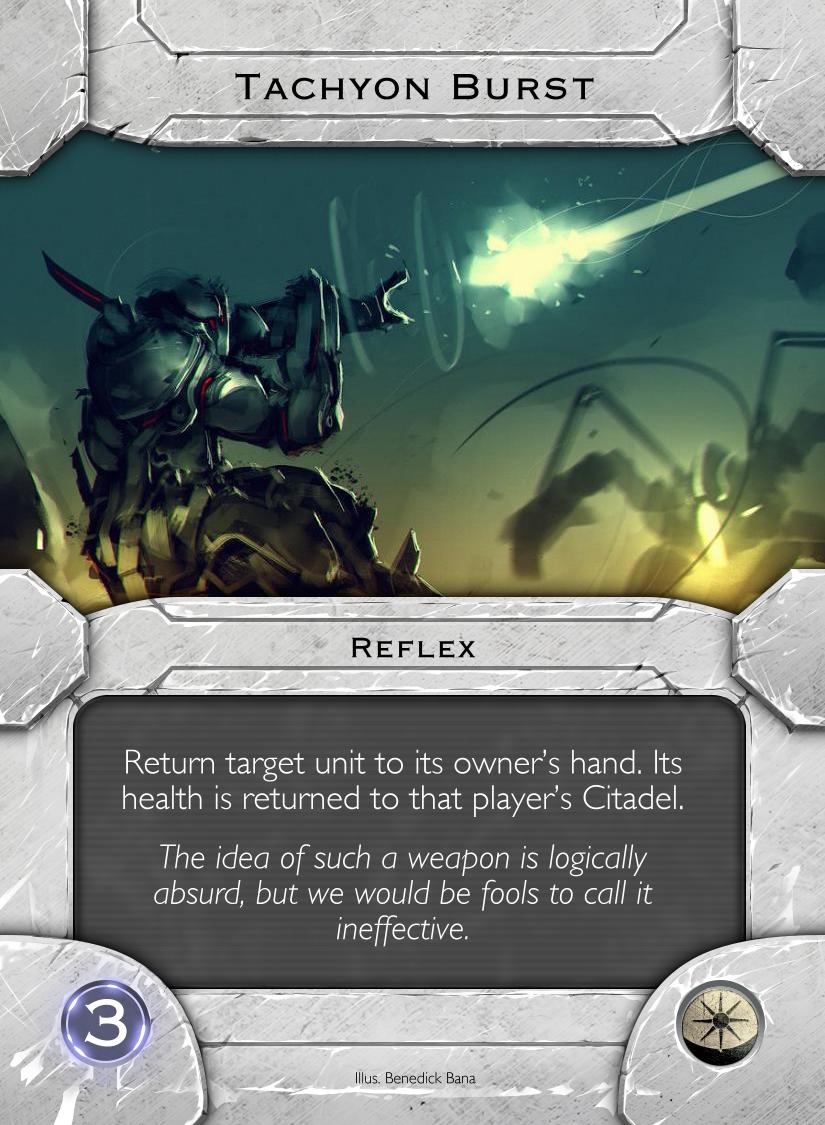 Tachyon Burst
Reflex
Return target unit to its owner's hand. Its
health is returned to that player's Citadel.
The idea of such a weapon is logically
absurd, but we would be fools to call it
ineffective.
3
Illus. Benedick Bana